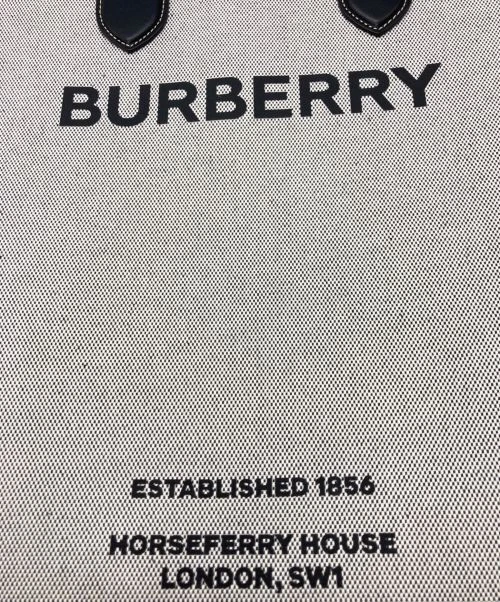 BURBERRY
ESTABLISHED 1856
HORSEFERRY HOUSE
LONDON, SW1